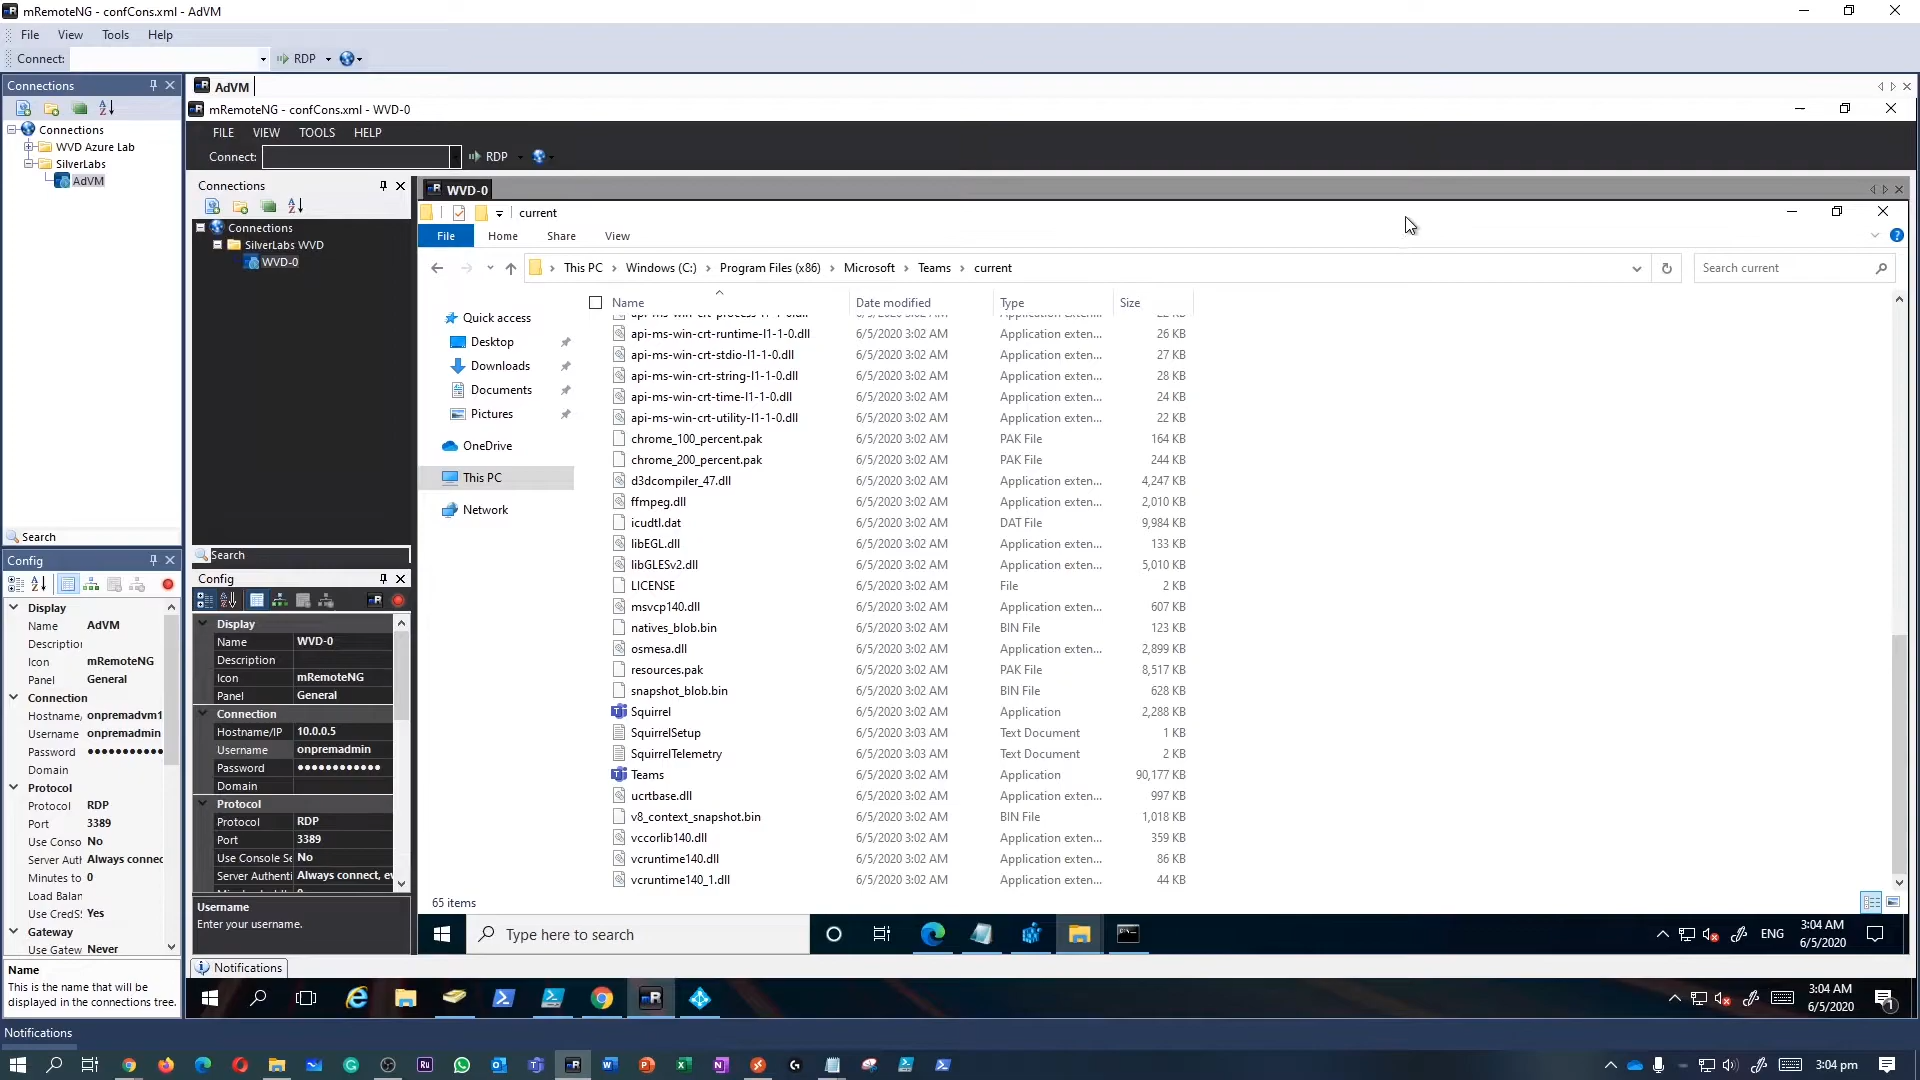 mRemoteNG - confCons.xml - AdVM
File View Tools Help
Connect: RDP
Connections
Connections
WVD Azure Lab
SilverLabs
AdVM
Search
Config
Display
Name AdVM
Descriptio
Icon mRemoteNG
Panel General
Connection
Hostname, onpremadvm1
Username onpremadmin
Password ●●●●●●●●●●●
Domain
Protocol
Protocol RDP
Port 3389
Use Conso No
Server Auth Always connec
Minutes to 0
Load Balan
Use CredS Yes
Gateway
Use Gatew Never
Name
This is the name that will be
displayed in the connections tree.
Notifications
AdVM
mRemoteNG - confCons.xml - WVD-0
FILE VIEW TOOLS HELP
Connect: RDP
Connections
Connections
SilverLabs WVD
WVD-0
Search
Config
Display
Name WVD-0
Description
Icon mRemoteNG
Panel General
Connection
Hostname/IP 10.0.0.5
Username onpremadmin
Password ●●●●●●●●●●●●
Domain
Protocol
Protocol RDP
Port 3389
Use Console Se No
Server Authenti Always connect, ev
Username
Enter your username.
Notifications
WVD-0
current
File Home Share View
This PC > Windows (C:) > Program Files (x86) > Microsoft > Teams > current
Search current
Quick access
Desktop
Downloads
Documents
Pictures
OneDrive
This PC
Network
Name Date modified Type Size
api-ms-win-crt-process-l1-1-0.dll 6/5/2020 3:02 AM Application exten... 22 KB
api-ms-win-crt-runtime-l1-1-0.dll 6/5/2020 3:02 AM Application exten... 26 KB
api-ms-win-crt-stdio-l1-1-0.dll 6/5/2020 3:02 AM Application exten... 27 KB
api-ms-win-crt-string-l1-1-0.dll 6/5/2020 3:02 AM Application exten... 28 KB
api-ms-win-crt-time-l1-1-0.dll 6/5/2020 3:02 AM Application exten... 24 KB
api-ms-win-crt-utility-l1-1-0.dll 6/5/2020 3:02 AM Application exten... 22 KB
chrome_100_percent.pak 6/5/2020 3:02 AM PAK File 164 KB
chrome_200_percent.pak 6/5/2020 3:02 AM PAK File 244 KB
d3dcompiler_47.dll 6/5/2020 3:02 AM Application exten... 4,247 KB
ffmpeg.dll 6/5/2020 3:02 AM Application exten... 2,010 KB
icudtl.dat 6/5/2020 3:02 AM DAT File 9,984 KB
libEGL.dll 6/5/2020 3:02 AM Application exten... 133 KB
libGLESv2.dll 6/5/2020 3:02 AM Application exten... 5,010 KB
LICENSE 6/5/2020 3:02 AM File 2 KB
msvcp140.dll 6/5/2020 3:02 AM Application exten... 607 KB
natives_blob.bin 6/5/2020 3:02 AM BIN File 123 KB
osmesa.dll 6/5/2020 3:02 AM Application exten... 2,899 KB
resources.pak 6/5/2020 3:02 AM PAK File 8,517 KB
snapshot_blob.bin 6/5/2020 3:02 AM BIN File 628 KB
Squirrel 6/5/2020 3:02 AM Application 2,288 KB
SquirrelSetup 6/5/2020 3:03 AM Text Document 1 KB
SquirrelTelemetry 6/5/2020 3:03 AM Text Document 2 KB
Teams 6/5/2020 3:02 AM Application 90,177 KB
ucrtbase.dll 6/5/2020 3:02 AM Application exten... 997 KB
v8_context_snapshot.bin 6/5/2020 3:02 AM BIN File 1,018 KB
vccorlib140.dll 6/5/2020 3:02 AM Application exten... 359 KB
vcruntime140.dll 6/5/2020 3:02 AM Application exten... 86 KB
vcruntime140_1.dll 6/5/2020 3:02 AM Application exten... 44 KB
65 items
Type here to search
ENG
3:04 AM
6/5/2020
3:04 AM
6/5/2020
3:04 pm